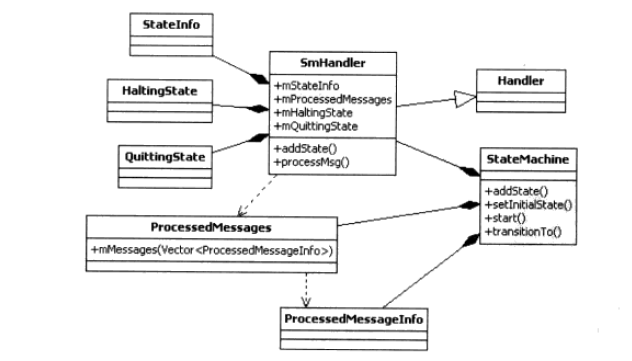 StateInfo
SmHandler
+mStateInfo
+mProcessedMessages
+mHaltingState
+mQuittingState
+addState()
+processMsg()
Handler
HaltingState
QuittingState
StateMachine
+addState()
+setInitialState()
+start()
+transitionTo()
ProcessedMessages
+mMessages(Vector<ProcessedMessageInfo>)
ProcessedMessageInfo